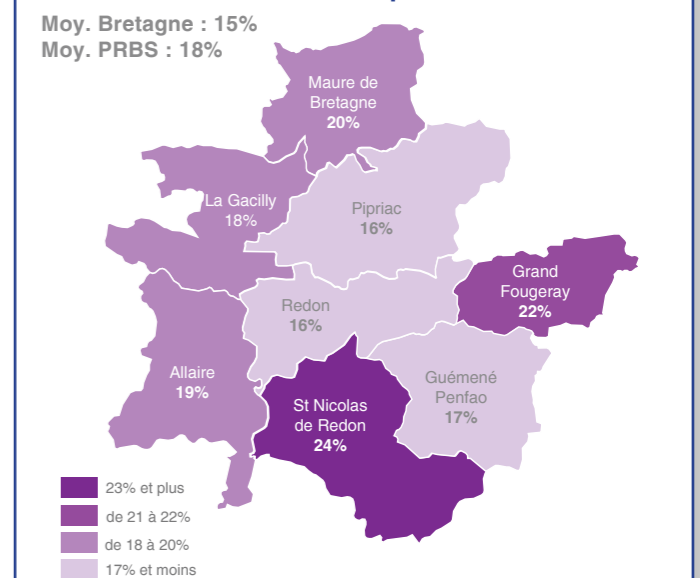 Moy. Bretagne : 15%
Moy. PRBS : 18%
Maure de
Bretagne
20%
La Gacilly
18%
Pipriac
16%
Grand
Fougeray
22%
Redon
16%
Allaire
19%
Guémené
Penfao
17%
St Nicolas
de Redon
24%
23% et plus
de 21 à 22%
de 18 à 20%
17% et moins